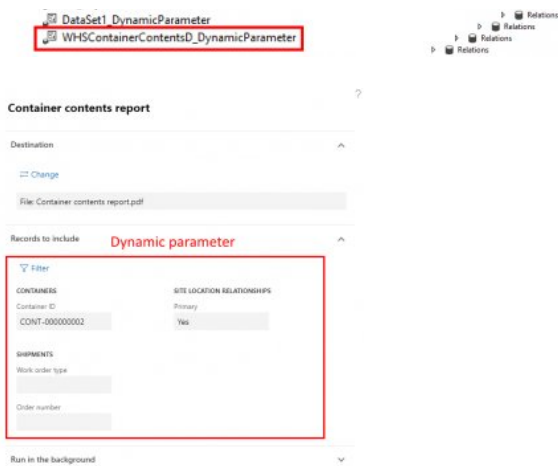 DataSet1_DynamicParameter
WHSContainerContentsD_DynamicParameter
Relations
Relations
Relations
Relations
?
Container contents report
Destination
Change
File: Container contents report.pdf
Records to include
Dynamic parameter
Filter
CONTAINERS
SITE LOCATION RELATIONSHIPS
Container ID
Primary
CONT-000000002
Yes
SHIPMENTS
Work order type
Order number
Run in the background